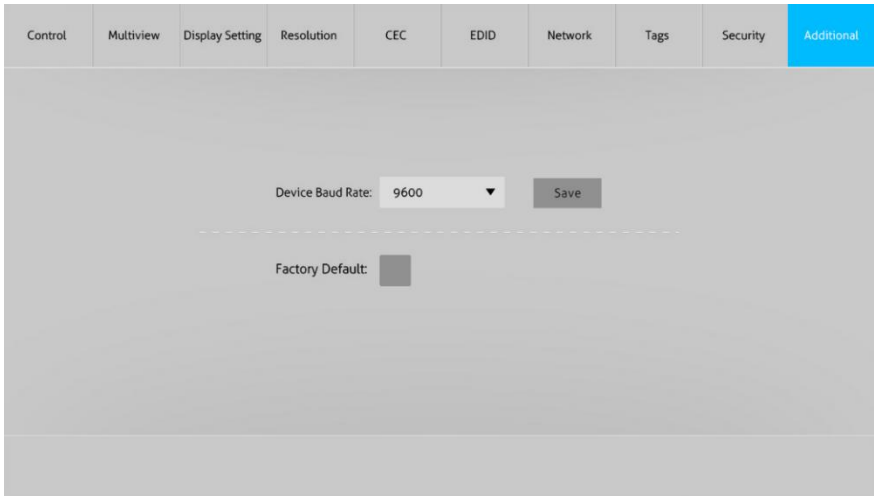 Control Multiview Display Setting Resolution CEC EDID Network Tags Security Additional
Device Baud Rate: 9600 Save
Factory Default: